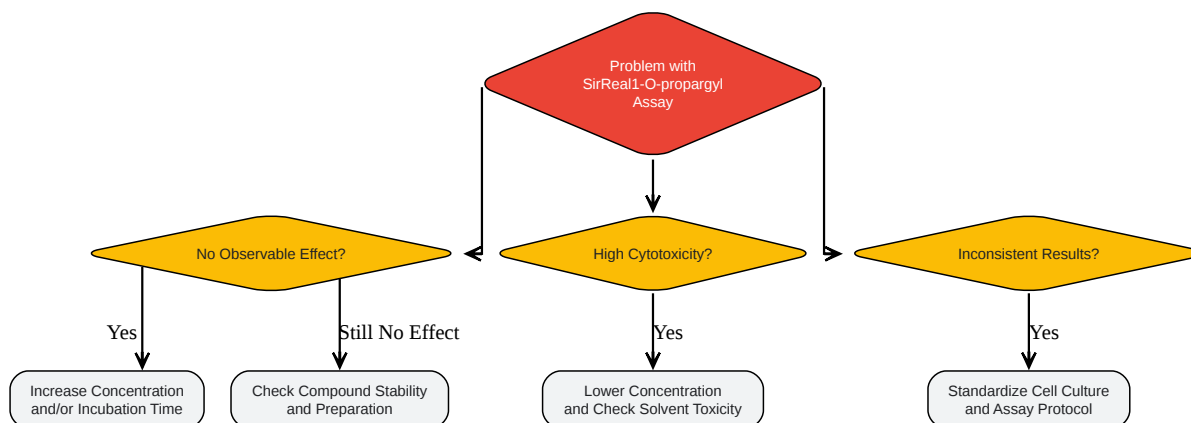 Problem with
SirReal1-O-propargyl
Assay
No Observable Effect?
High Cytotoxicity?
Inconsistent Results?
Yes
Still No Effect
Yes
Yes
Increase Concentration
and/or Incubation Time
Check Compound Stability
and Preparation
Lower Concentration
and Check Solvent Toxicity
Standardize Cell Culture
and Assay Protocol